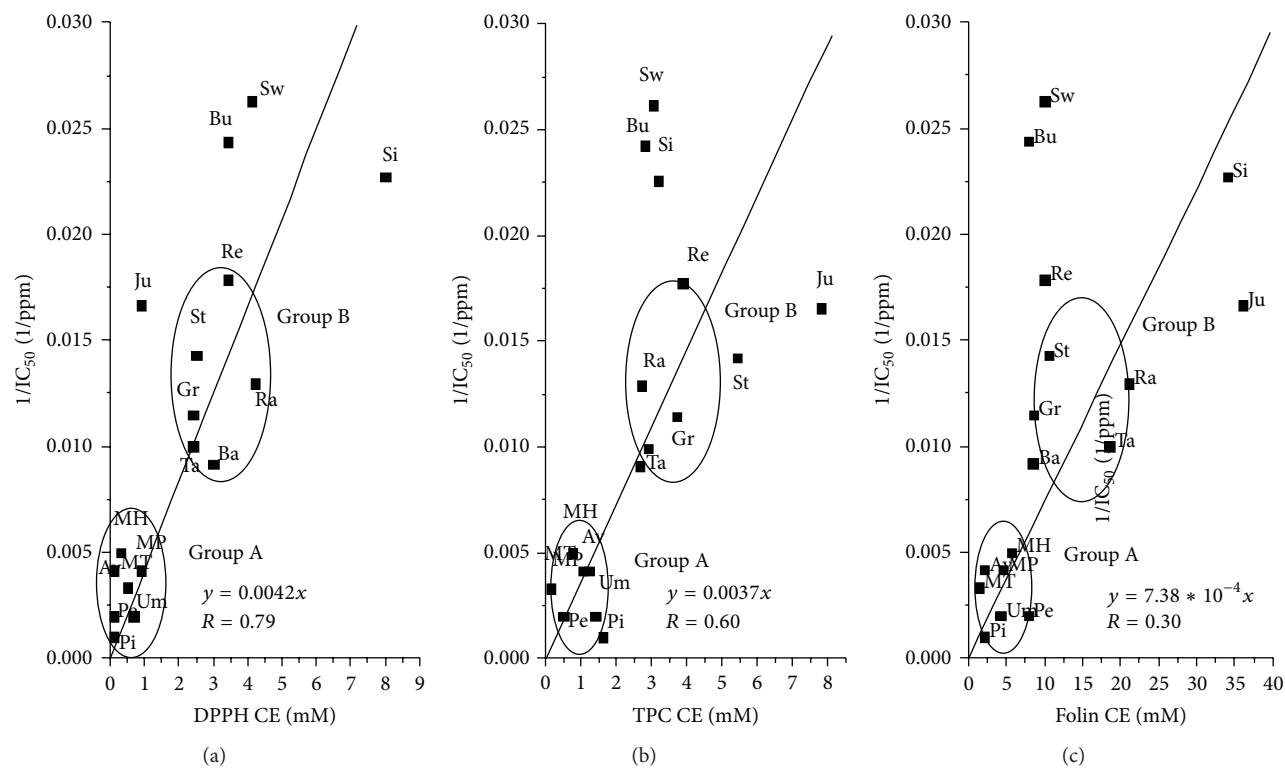 0.030
0.025
0.020
0.015
0.010
0.005
0.000
1/IC₅₀ (1/ppm)
Sw
Bu
Si
Re
Ju
St
Group B
Gr
Ra
Ta
Ba
MH
MP
A
MT
Group A
Pe
Um
Pi
y = 0.0042x
R = 0.79
0 1 2 3 4 5 6 7 8 9
DPPH CE (mM)
(a)
0.030
0.025
0.020
0.015
0.010
0.005
0.000
1/IC₅₀ (1/ppm)
Sw
Bu
Si
Re
Ju
Group B
Ra
St
Gr
Ta
MH
Av
MT
MP
Group A
Um
Pe
Pi
y = 0.0037x
R = 0.60
0 1 2 3 4 5 6 7 8
TPC CE (mM)
(b)
0.030
0.025
0.020
0.015
0.010
0.005
0.000
1/IC₅₀ (1/ppm)
Sw
Bu
Si
Re
Ju
Group B
St
Ra
Gr
1/IC₅₀ (1/ppm)
Ta
Ba
MH
Group A
Av
MP
MT
Um
Pe
Pi
y = 7.38 * 10⁻⁴x
R = 0.30
0 5 10 15 20 25 30 35 40
Folin CE (mM)
(c)